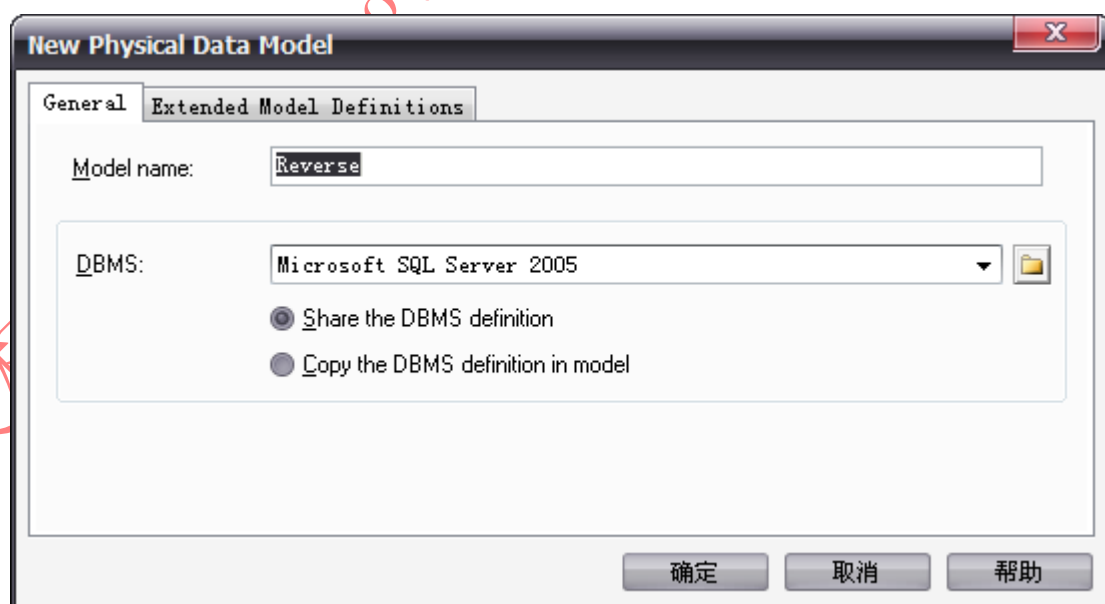 New Physical Data Model
General
Extended Model Definitions
Model name:
Reverse
DBMS:
Microsoft SQL Server 2005
Share the DBMS definition
Copy the DBMS definition in model
确定
取消
帮助